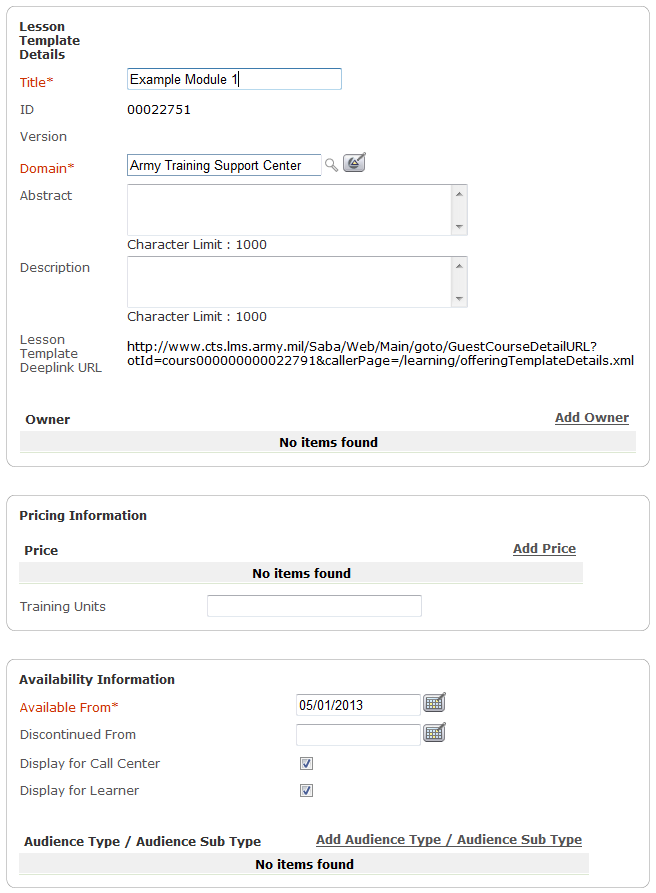 Lesson
Template
Details
Title*
Example Module 1
ID
00022751
Version
Domain*
Army Training Support Center
Abstract
Character Limit : 1000
Description
Character Limit : 1000
Lesson
Template
Deeplink URL
http://www.cts.lms.army.mil/Saba/Web/Main/goto/GuestCourseDetailURL?
otId=cours000000000022791&callerPage=/learning/offeringTemplateDetails.xml
Owner
Add Owner
No items found
Pricing Information
Price
Add Price
No items found
Training Units
Availability Information
Available From*
05/01/2013
Discontinued From
Display for Call Center
Display for Learner
Audience Type / Audience Sub Type
Add Audience Type / Audience Sub Type
No items found